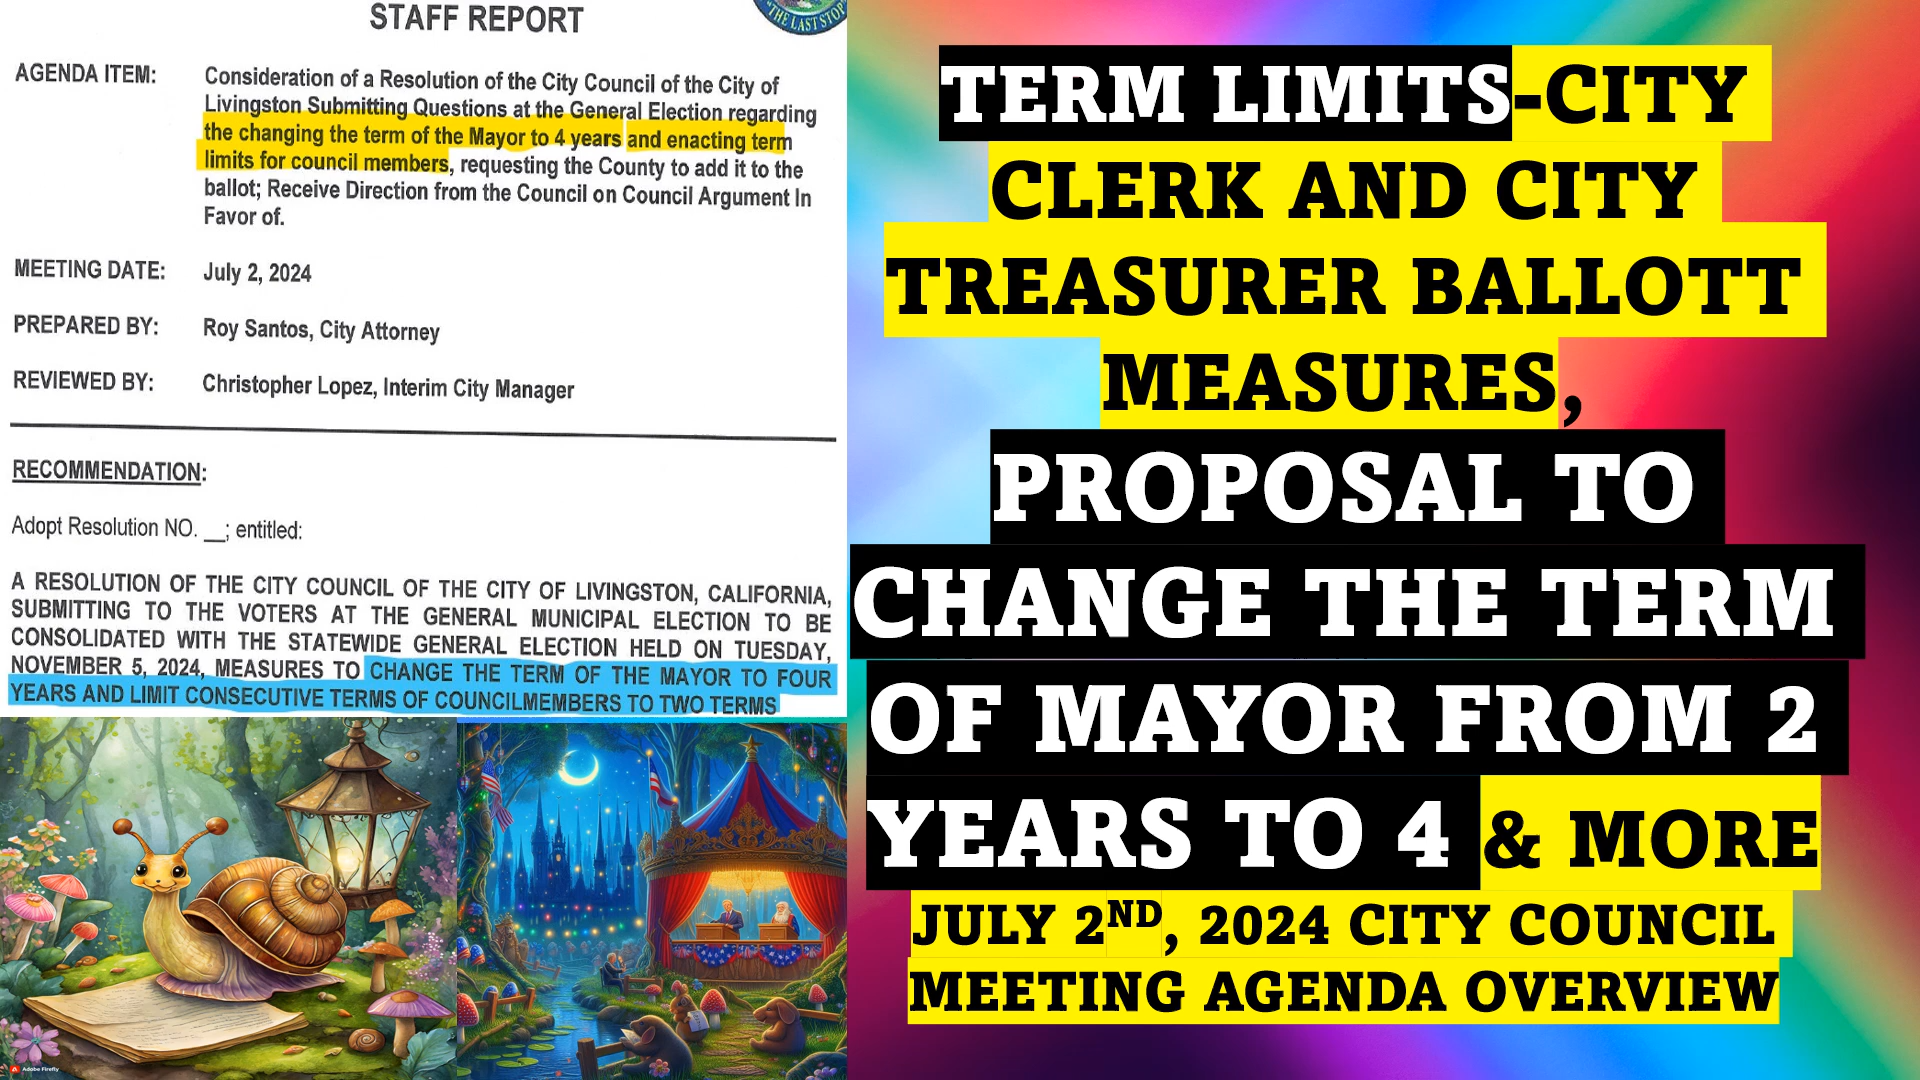 "THE LAST STOP
STAFF REPORT
AGENDA ITEM:
Consideration of a Resolution of the City Council of the City of
Livingston Submitting Questions at the General Election regarding
the changing the term of the Mayor to 4 years and enacting term
limits for council members, requesting the County to add it to the
ballot; Receive Direction from the Council on Council Argument In
Favor of.
MEETING DATE: July 2, 2024
PREPARED BY: Roy Santos, City Attorney
REVIEWED BY: Christopher Lopez, Interim City Manager
RECOMMENDATION:
Adopt Resolution NO. __; entitled:
A RESOLUTION OF THE CITY COUNCIL OF THE CITY OF LIVINGSTON, CALIFORNIA,
SUBMITTING TO THE VOTERS AT THE GENERAL MUNICIPAL ELECTION TO BE
CONSOLIDATED WITH THE STATEWIDE GENERAL ELECTION HELD ON TUESDAY,
NOVEMBER 5, 2024, MEASURES TO CHANGE THE TERM OF THE MAYOR TO FOUR
YEARS AND LIMIT CONSECUTIVE TERMS OF COUNCILMEMBERS TO TWO TERMS
Adobe Firefly
TERM LIMITS-CITY
CLERK AND CITY
TREASURER BALLOTT
MEASURES,
PROPOSAL TO
CHANGE THE TERM
OF MAYOR FROM 2
YEARS TO 4 & MORE
JULY 2ND, 2024 CITY COUNCIL
MEETING AGENDA OVERVIEW